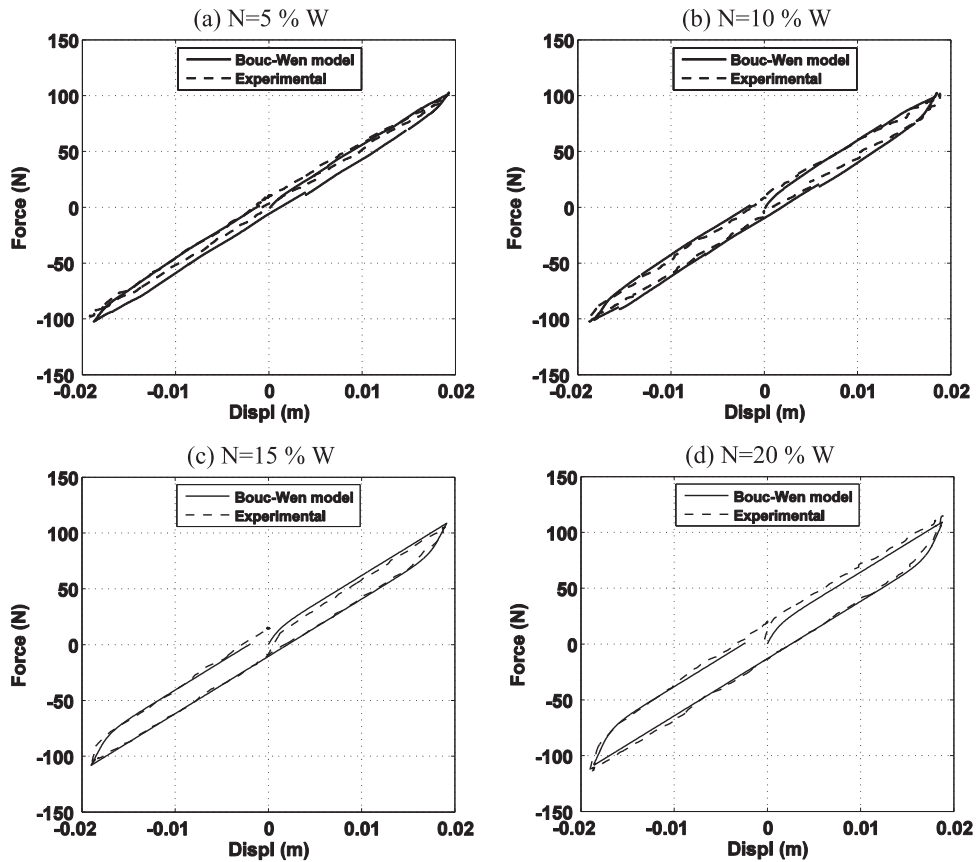 (a) N=5 % W
150
100
50
0
-50
-100
-150
Force (N)
Bouc-Wen model
Experimental
-0.02
-0.01
0
0.01
0.02
Displ (m)
(b) N=10 % W
150
100
50
0
-50
-100
-150
Force (N)
Bouc-Wen model
Experimental
-0.02
-0.01
0
0.01
0.02
Displ (m)
(c) N=15 % W
150
100
50
0
-50
-100
-150
Force (N)
Bouc-Wen model
Experimental
-0.02
-0.01
0
0.01
0.02
Displ (m)
(d) N=20 % W
150
100
50
0
-50
-100
-150
Force (N)
Bouc-Wen model
Experimental
-0.02
-0.01
0
0.01
0.02
Displ (m)